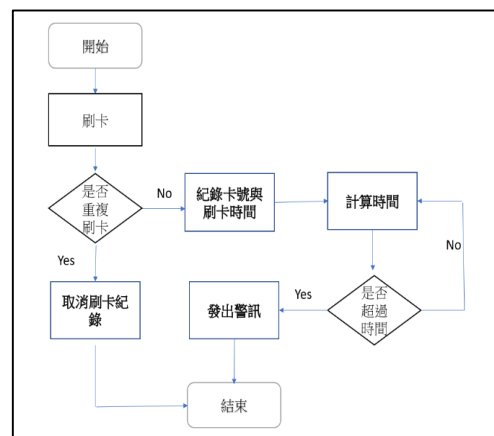 開始
刷卡
是否
重複
刷卡
No
紀錄卡號與
刷卡時間
計算時間
No
Yes
取消刷卡紀
錄
發出警訊
Yes
是否
超過
時間
結束